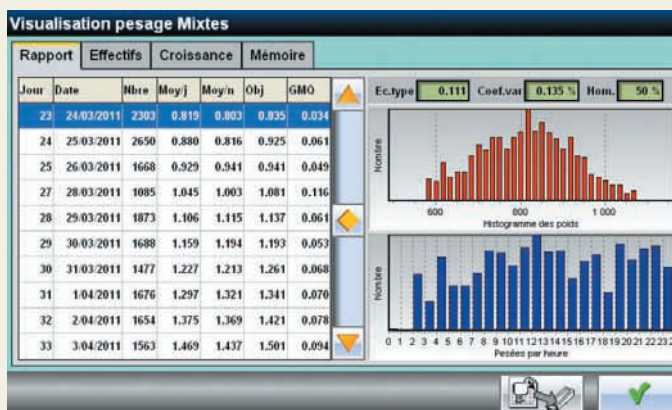 Visualisation pesage Mixtes
Rapport Effectifs Croissance Mémoire
Jour Date Nbre Moy/j Moy/n Obj GMQ
23 24/03/2011 2303 0.819 0.803 0.835 0.034
24 25/03/2011 2650 0.880 0.816 0.925 0.061
25 26/03/2011 1668 0.929 0.941 0.941 0.049
27 28/03/2011 1085 1.045 1.003 1.081 0.116
28 29/03/2011 1873 1.106 1.115 1.137 0.061
29 30/03/2011 1688 1.159 1.194 1.193 0.053
30 31/03/2011 1477 1.227 1.213 1.261 0.068
31 1/04/2011 1676 1.297 1.321 1.341 0.070
32 2/04/2011 1654 1.375 1.369 1.421 0.078
33 3/04/2011 1563 1.469 1.437 1.501 0.094
Ec.type 0.111 Coef.var 0.135 % Hom. 50 %
Nombre
600 800 1 000
Histogramme des poids
Nombre
0 1 2 3 4 5 6 7 8 9 10 11 12 13 14 15 16 17 18 19 20 21 22 23
Pesées par heure